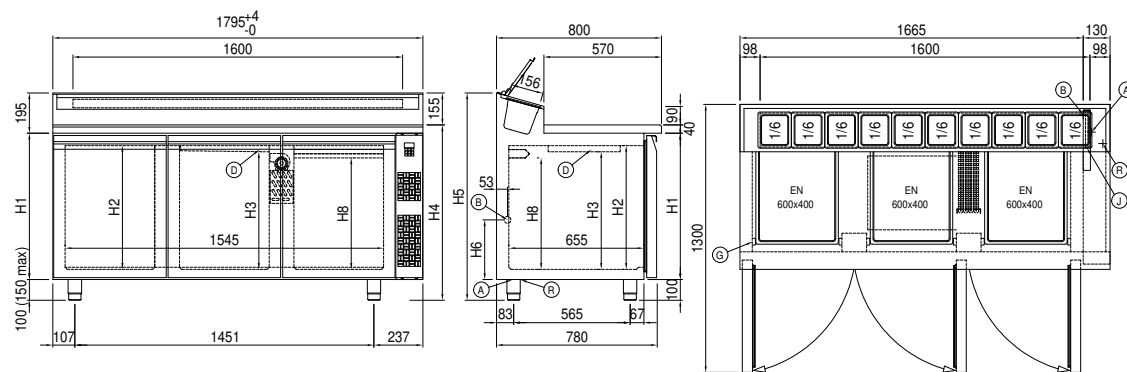 1795+4
-0
1600
195
155
D
H1
H2
H3
H8
H4
1545
100 (150 max)
107
1451
237
800
570
156
90
40
53
D
B
H5
H6
H8
H3
H2
H1
655
A
R
100
83
565
67
780
1665
130
98
1600
98
B
A
1/6 1/6 1/6 1/6 1/6 1/6 1/6 1/6 1/6 1/6
R
J
EN
600x400
EN
600x400
EN
600x400
1300
G